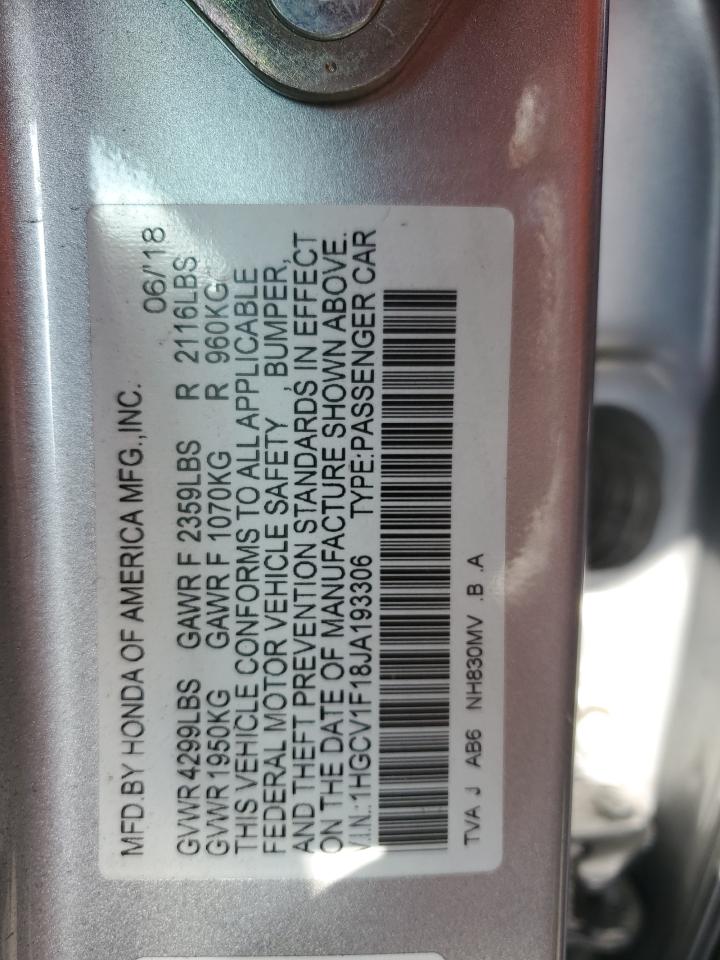 MFD.BY HONDA OF AMERICA MFG.,INC. 06/'18
GVWR 4299LBS GAWR F 2359LBS R 2116LBS
GVWR 1950KG GAWR F 1070KG R 960KG
THIS VEHICLE CONFORMS TO ALL APPLICABLE
FEDERAL MOTOR VEHICLE SAFETY , BUMPER,
AND THEFT PREVENTION STANDARDS IN EFFECT
ON THE DATE OF MANUFACTURE SHOWN ABOVE.
V.I.N.:1HGCV1F18JA193306 TYPE:PASSENGER CAR
TVA J AB6 NH830MV .B .A